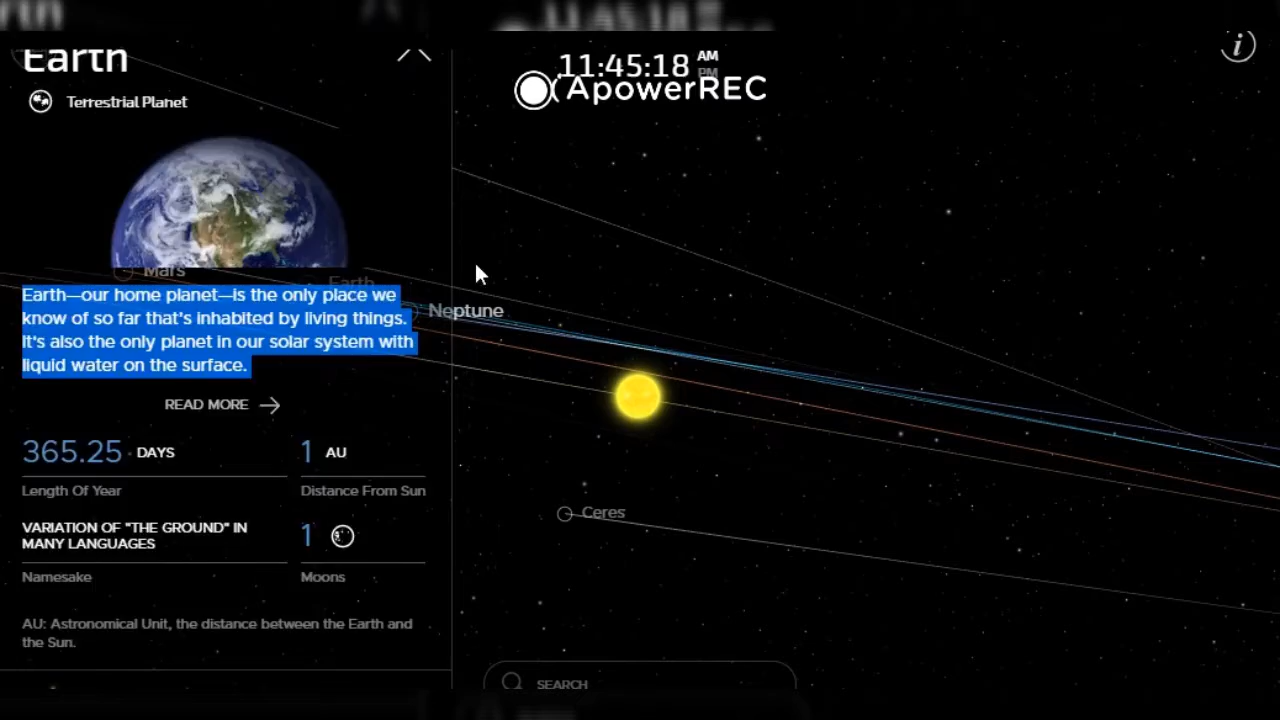 Earth
Terrestrial Planet
11:45:18 AM
PM
ApowerREC
Mars
Earth
Neptune
Earth—our home planet—is the only place we
know of so far that's inhabited by living things.
It's also the only planet in our solar system with
liquid water on the surface.
READ MORE
365.25 DAYS
1 AU
Length Of Year
Distance From Sun
VARIATION OF "THE GROUND" IN
MANY LANGUAGES
1
Namesake
Moons
AU: Astronomical Unit, the distance between the Earth and
the Sun.
Ceres
SEARCH
i
11:45:18